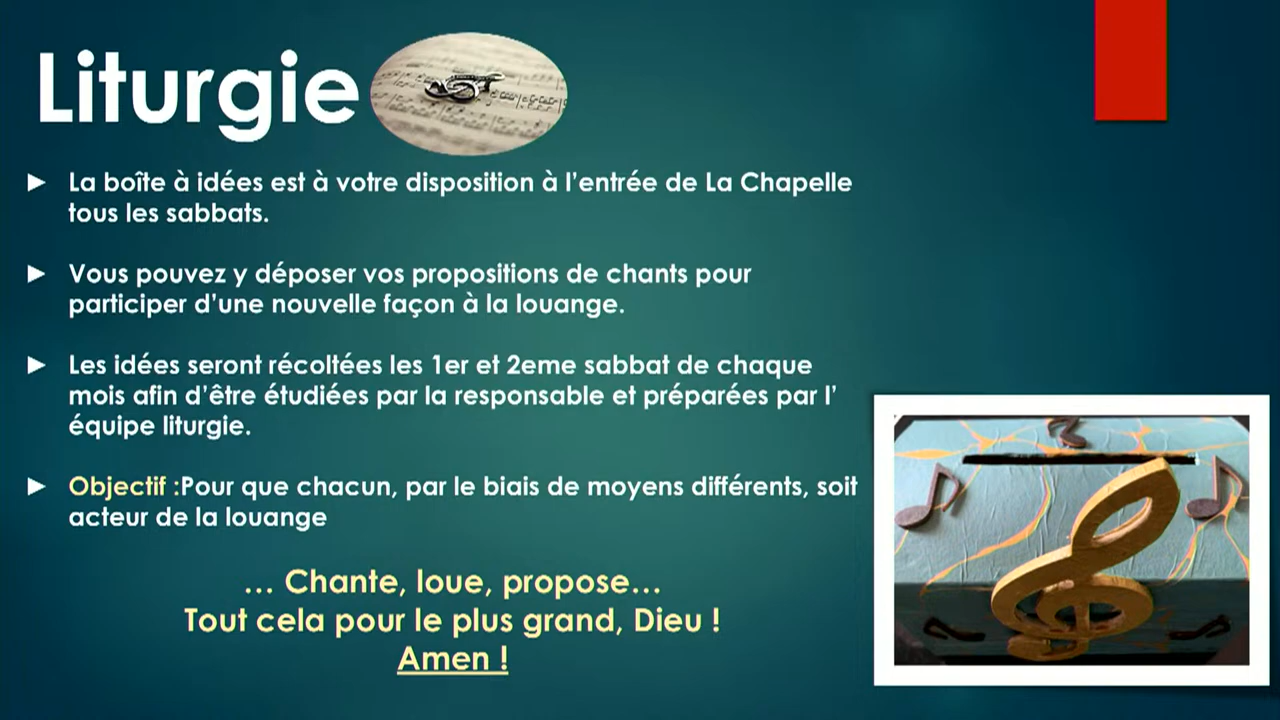 Liturgie
► La boîte à idées est à votre disposition à l'entrée de La Chapelle
tous les sabbats.
► Vous pouvez y déposer vos propositions de chants pour
participer d'une nouvelle façon à la louange.
► Les idées seront récoltées les 1er et 2eme sabbat de chaque
mois afin d'être étudiées par la responsable et préparées par l'
équipe liturgie.
► Objectif :Pour que chacun, par le biais de moyens différents, soit
acteur de la louange
… Chante, loue, propose…
Tout cela pour le plus grand, Dieu !
Amen !